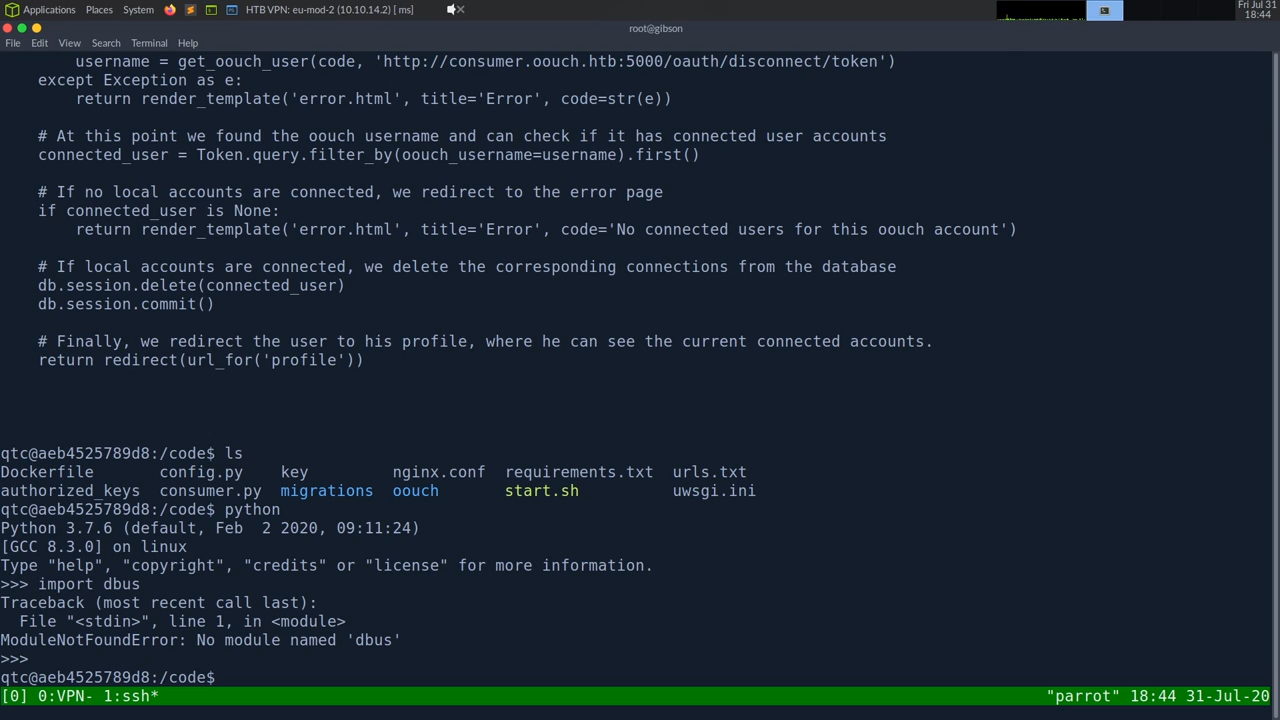 Applications Places System HTB VPN: eu-mod-2 (10.10.14.2) [ ms] Fri Jul 31
18:44
root@gibson
File Edit View Search Terminal Help
username = get_oouch_user(code, 'http://consumer.oouch.htb:5000/oauth/disconnect/token')
except Exception as e:
return render_template('error.html', title='Error', code=str(e))
# At this point we found the oouch username and can check if it has connected user accounts
connected_user = Token.query.filter_by(oouch_username=username).first()
# If no local accounts are connected, we redirect to the error page
if connected_user is None:
return render_template('error.html', title='Error', code='No connected users for this oouch account')
# If local accounts are connected, we delete the corresponding connections from the database
db.session.delete(connected_user)
db.session.commit()
# Finally, we redirect the user to his profile, where he can see the current connected accounts.
return redirect(url_for('profile'))
qtc@aeb4525789d8:/code$ ls
Dockerfile config.py key nginx.conf requirements.txt urls.txt
authorized_keys consumer.py migrations oouch start.sh uwsgi.ini
qtc@aeb4525789d8:/code$ python
Python 3.7.6 (default, Feb  2 2020, 09:11:24)
[GCC 8.3.0] on linux
Type "help", "copyright", "credits" or "license" for more information.
>>> import dbus
Traceback (most recent call last):
File "<stdin>", line 1, in <module>
ModuleNotFoundError: No module named 'dbus'
>>>
qtc@aeb4525789d8:/code$
[0] 0:VPN- 1:ssh* "parrot" 18:44 31-Jul-20